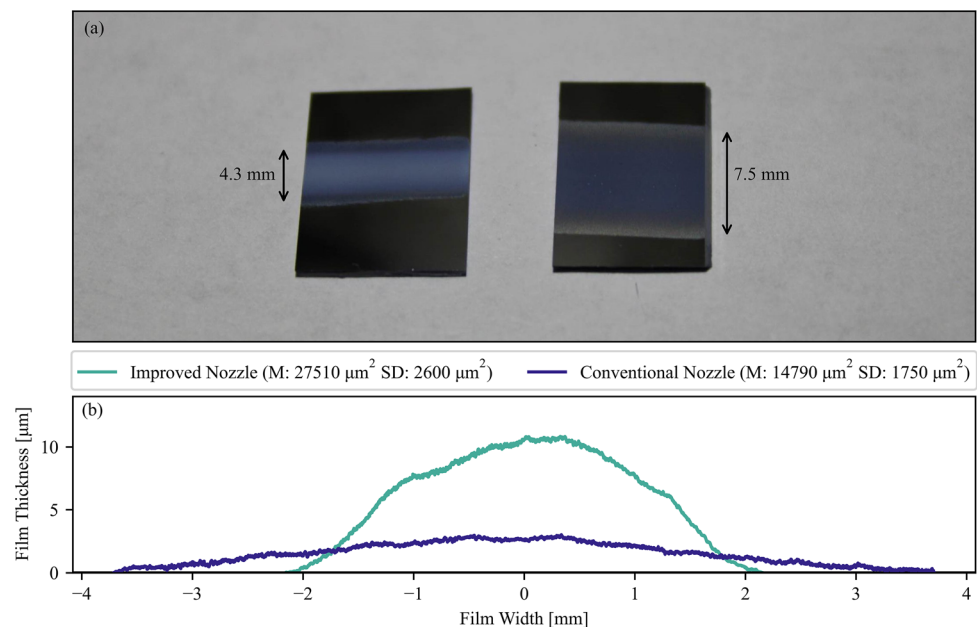 (a)
4.3 mm
7.5 mm
Improved Nozzle (M: 27510 μm² SD: 2600 μm²)
Conventional Nozzle (M: 14790 μm² SD: 1750 μm²)
(b)
Film Thickness [μm]
10
5
0
−4 −3 −2 −1 0 1 2 3 4
Film Width [mm]